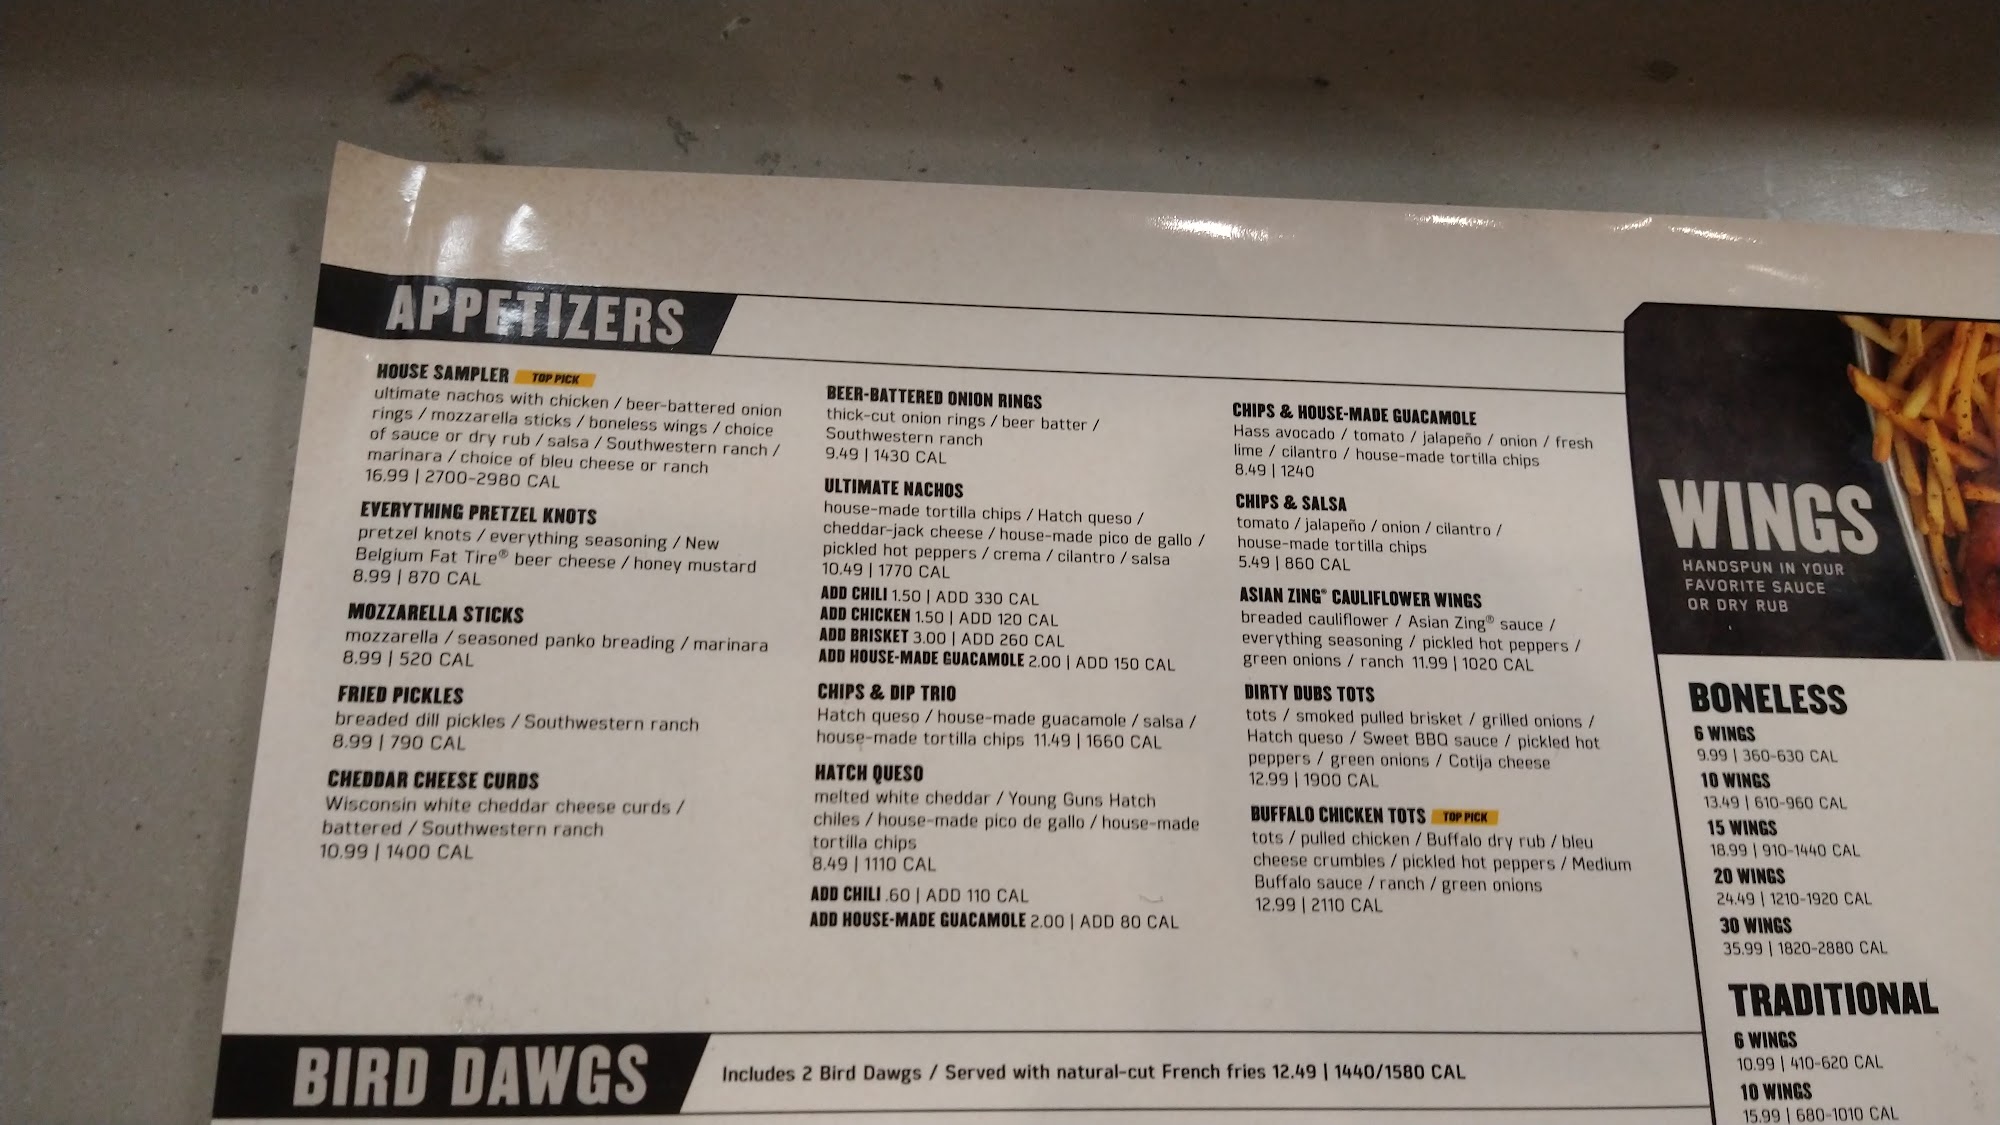 APPETIZERS
HOUSE SAMPLER TOP PICK
ultimate nachos with chicken / beer-battered onion
rings / mozzarella sticks / boneless wings / choice
of sauce or dry rub / salsa / Southwestern ranch /
marinara / choice of bleu cheese or ranch
16.99 | 2700-2980 CAL
EVERYTHING PRETZEL KNOTS
pretzel knots / everything seasoning / New
Belgium Fat Tire® beer cheese / honey mustard
8.99 | 870 CAL
MOZZARELLA STICKS
mozzarella / seasoned panko breading / marinara
8.99 | 520 CAL
FRIED PICKLES
breaded dill pickles / Southwestern ranch
8.99 | 790 CAL
CHEDDAR CHEESE CURDS
Wisconsin white cheddar cheese curds /
battered / Southwestern ranch
10.99 | 1400 CAL
BEER-BATTERED ONION RINGS
thick-cut onion rings / beer batter /
Southwestern ranch
9.49 | 1430 CAL
ULTIMATE NACHOS
house-made tortilla chips / Hatch queso /
cheddar-jack cheese / house-made pico de gallo /
pickled hot peppers / crema / cilantro / salsa
10.49 | 1770 CAL
ADD CHILI 1.50 | ADD 330 CAL
ADD CHICKEN 1.50 | ADD 120 CAL
ADD BRISKET 3.00 | ADD 260 CAL
ADD HOUSE-MADE GUACAMOLE 2.00 | ADD 150 CAL
CHIPS & DIP TRIO
Hatch queso / house-made guacamole / salsa /
house-made tortilla chips 11.49 | 1660 CAL
HATCH QUESO
melted white cheddar / Young Guns Hatch
chiles / house-made pico de gallo / house-made
tortilla chips
8.49 | 1110 CAL
ADD CHILI .60 | ADD 110 CAL
ADD HOUSE-MADE GUACAMOLE 2.00 | ADD 80 CAL
CHIPS & HOUSE-MADE GUACAMOLE
Hass avocado / tomato / jalapeño / onion / fresh
lime / cilantro / house-made tortilla chips
8.49 | 1240
CHIPS & SALSA
tomato / jalapeño / onion / cilantro /
house-made tortilla chips
5.49 | 860 CAL
ASIAN ZING® CAULIFLOWER WINGS
breaded cauliflower / Asian Zing® sauce /
everything seasoning / pickled hot peppers /
green onions / ranch 11.99 | 1020 CAL
DIRTY DUBS TOTS
tots / smoked pulled brisket / grilled onions /
Hatch queso / Sweet BBQ sauce / pickled hot
peppers / green onions / Cotija cheese
12.99 | 1900 CAL
BUFFALO CHICKEN TOTS TOP PICK
tots / pulled chicken / Buffalo dry rub / bleu
cheese crumbles / pickled hot peppers / Medium
Buffalo sauce / ranch / green onions
12.99 | 2110 CAL
WINGS
HANDSPUN IN YOUR
FAVORITE SAUCE
OR DRY RUB
BONELESS
6 WINGS
9.99 | 360-630 CAL
10 WINGS
13.49 | 610-960 CAL
15 WINGS
18.99 | 910-1440 CAL
20 WINGS
24.49 | 1210-1920 CAL
30 WINGS
35.99 | 1820-2880 CAL
TRADITIONAL
6 WINGS
10.99 | 410-620 CAL
10 WINGS
15.99 | 680-1010 CAL
BIRD DAWGS
Includes 2 Bird Dawgs / Served with natural-cut French fries 12.49 | 1440/1580 CAL